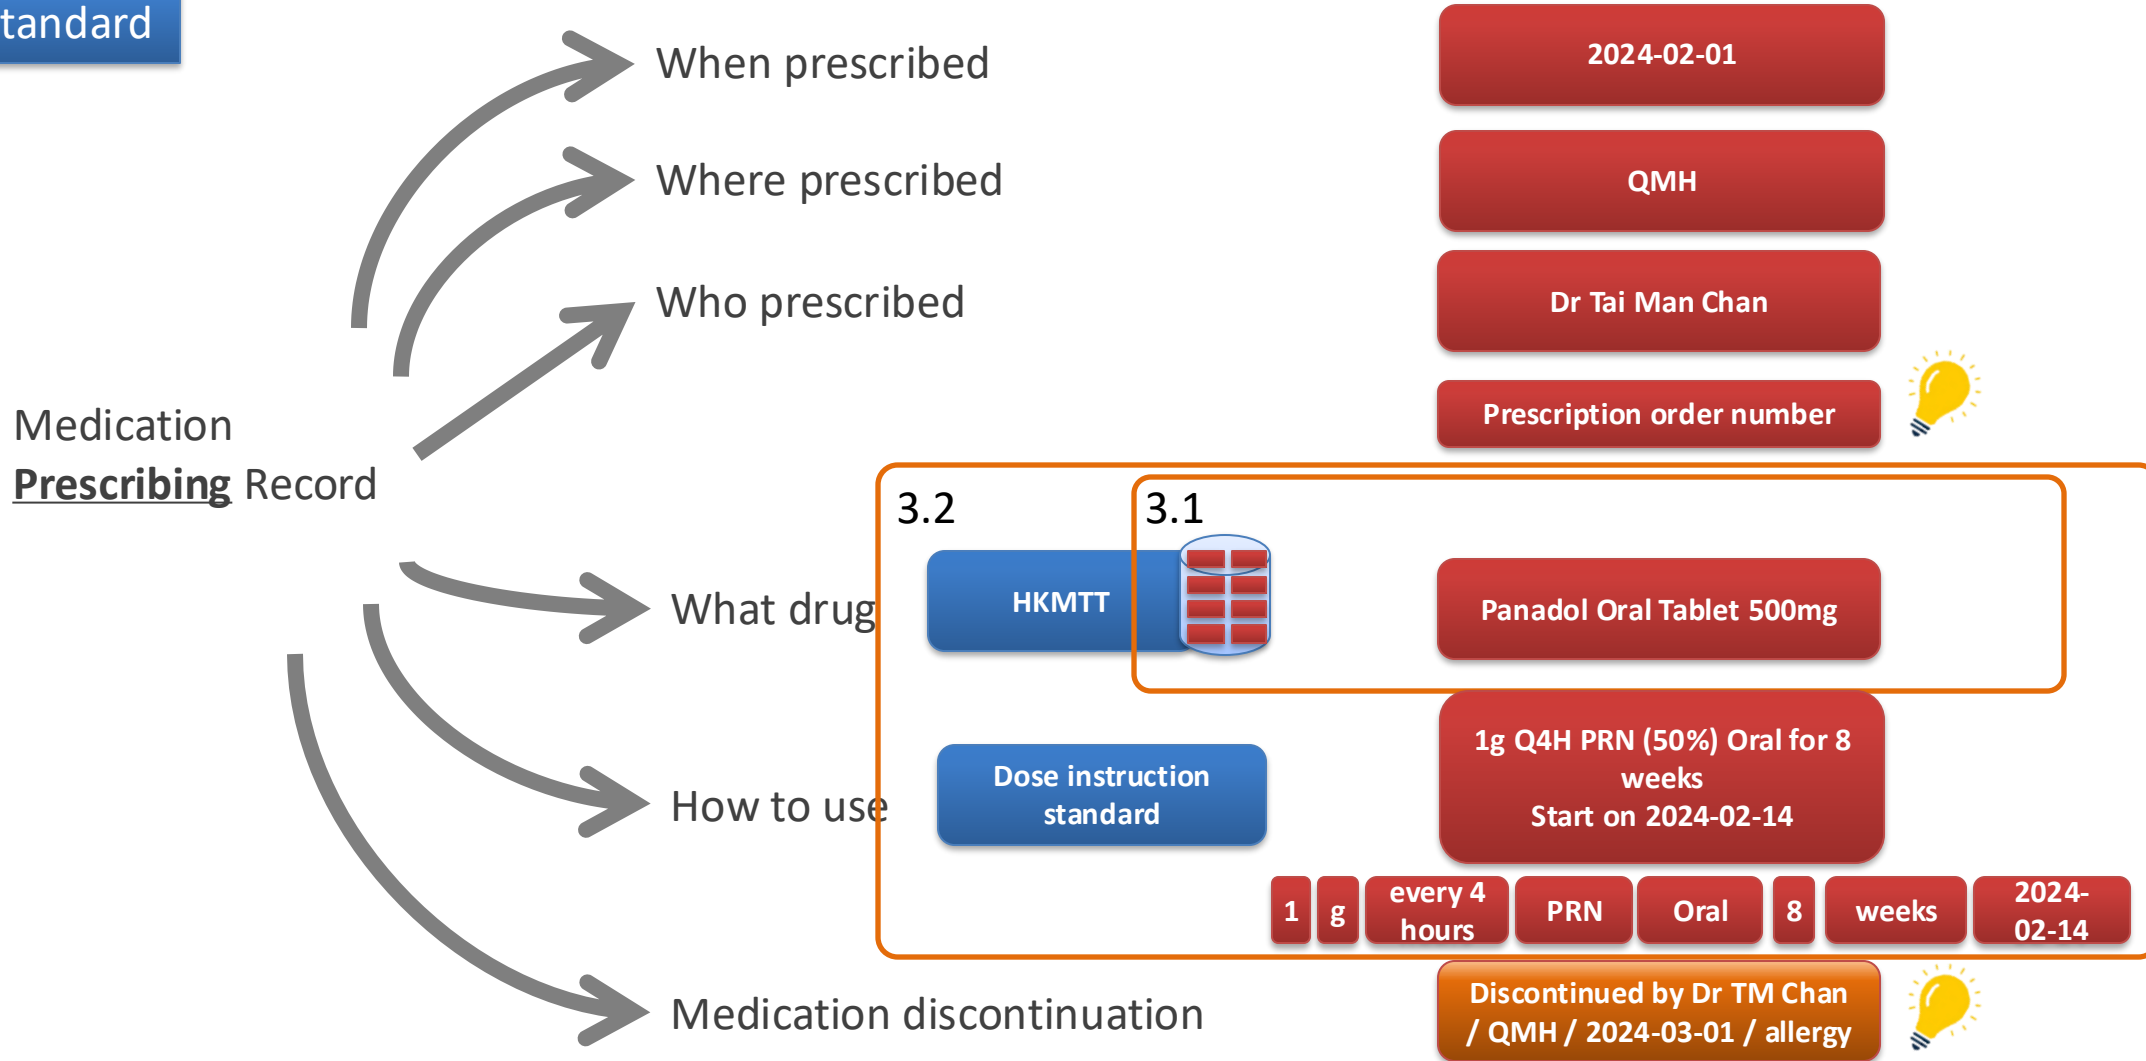 tandard
When prescribed
2024-02-01
Where prescribed
QMH
Who prescribed
Dr Tai Man Chan
Prescription order number
Medication
Prescribing Record
3.2
3.1
What drug
HKMTT
Panadol Oral Tablet 500mg
How to use
Dose instruction
standard
1g Q4H PRN (50%) Oral for 8
weeks
Start on 2024-02-14
1
g
every 4
hours
PRN
Oral
8
weeks
2024-
02-14
Medication discontinuation
Discontinued by Dr TM Chan
/ QMH / 2024-03-01 / allergy